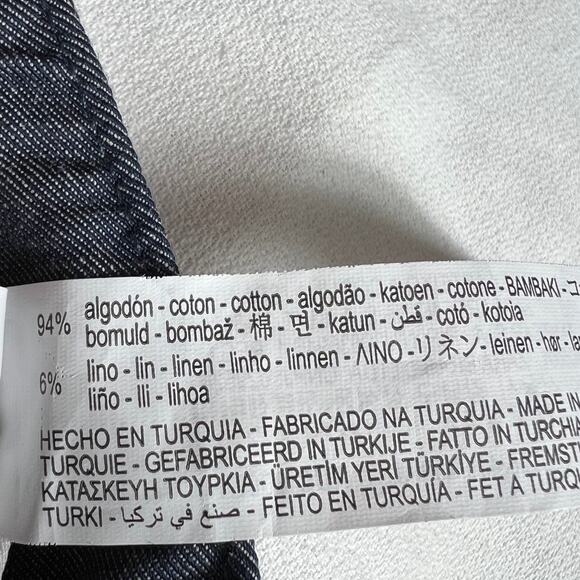 94% algodón - coton - cotton - algodão - katoen - cotone - BAMBAKI -
bomuld - bombaž - 棉 - 면 - katun - قطن - cotó - kotoia
6% lino - lin - linen - linho - linnen - ΛΙΝΟ - リネン - leinen - hør -
liño - lli - lihoa
HECHO EN TURQUIA - FABRICADO NA TURQUIA - MADE IN
TURQUIE - GEFABRICEERD IN TURKIJE - FATTO IN TURCHIA
ΚΑΤΑΣΚΕΥΗ ΤΟΥΡΚΙΑ - ÜRETİM YERİ TÜRKİYE -
TURKI - صنع في تركيا - FEITO EN TURQUÍA - FET A